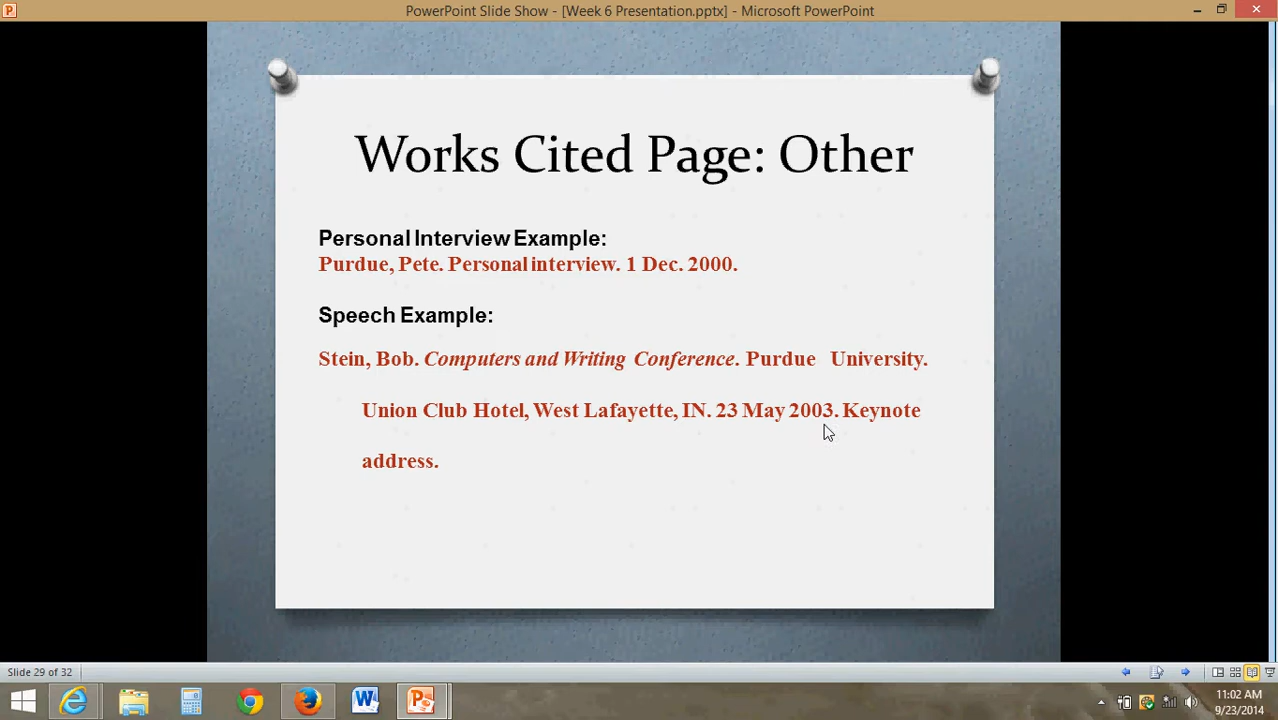 PowerPoint Slide Show - [Week 6 Presentation.pptx] - Microsoft PowerPoint
Works Cited Page: Other
Personal Interview Example:
Purdue, Pete. Personal interview. 1 Dec. 2000.
Speech Example:
Stein, Bob. Computers and Writing Conference. Purdue University.
Union Club Hotel, West Lafayette, IN. 23 May 2003. Keynote
address.
Slide 29 of 32
11:02 AM
9/23/2014